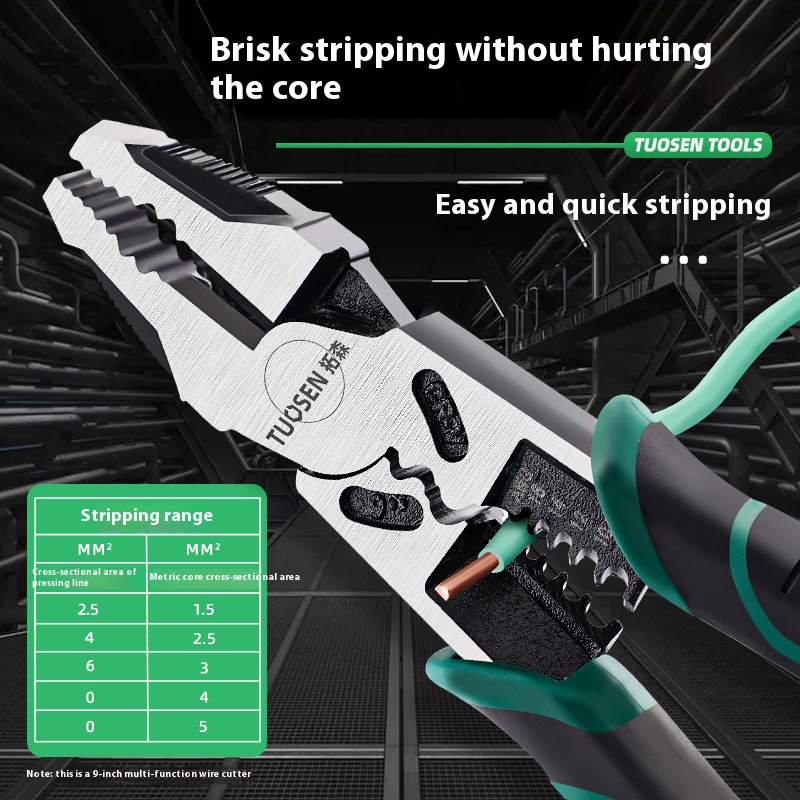 Brisk stripping without hurting
the core
TUOSEN TOOLS
Easy and quick stripping
...
TUOSEN 拓森
Stripping range
MM² MM²
Cross-sectional area of
pressing line
Metric core cross-sectional area
2.5 1.5
4 2.5
6 3
0 4
0 5
Note: this is a 9-inch multi-function wire cutter